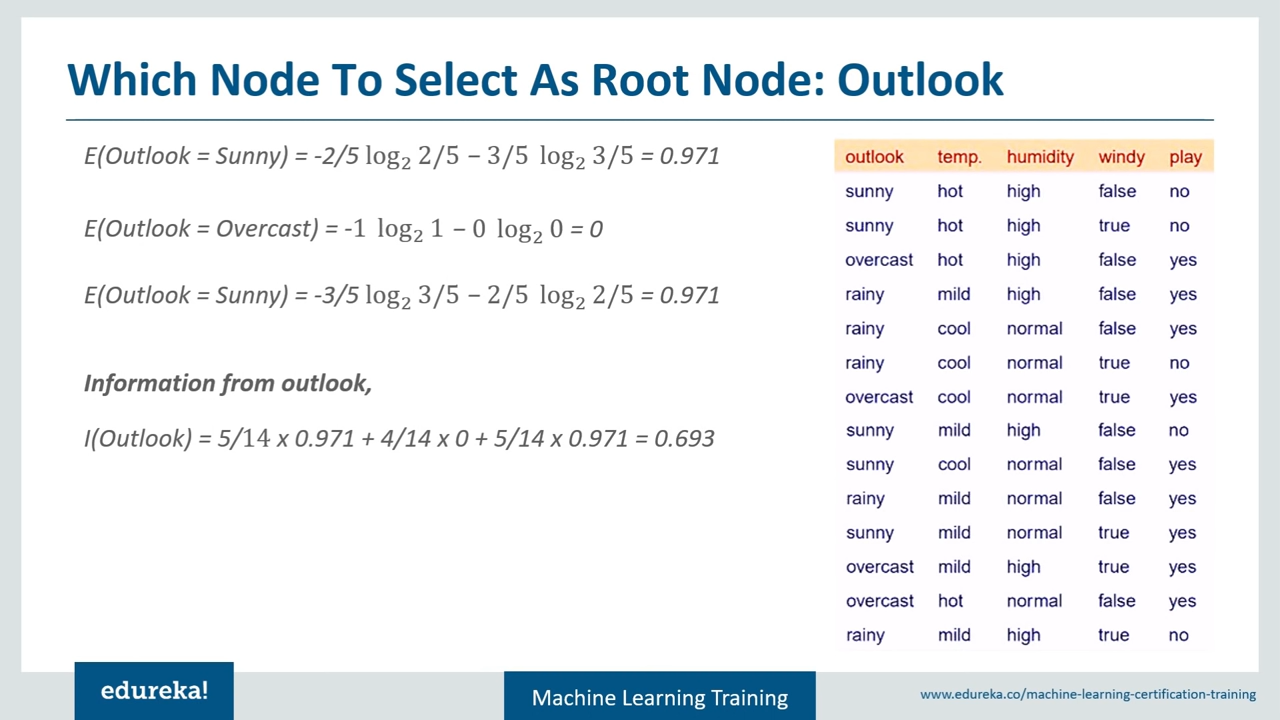 Which Node To Select As Root Node: Outlook
E(Outlook = Sunny) = -2/5 log₂ 2/5 − 3/5 log₂ 3/5 = 0.971
E(Outlook = Overcast) = -1 log₂ 1 − 0 log₂ 0 = 0
E(Outlook = Sunny) = -3/5 log₂ 3/5 − 2/5 log₂ 2/5 = 0.971
Information from outlook,
I(Outlook) = 5/14 x 0.971 + 4/14 x 0 + 5/14 x 0.971 = 0.693
outlook temp. humidity windy play
sunny hot high false no
sunny hot high true no
overcast hot high false yes
rainy mild high false yes
rainy cool normal false yes
rainy cool normal true no
overcast cool normal true yes
sunny mild high false no
sunny cool normal false yes
rainy mild normal false yes
sunny mild normal true yes
overcast mild high true yes
overcast hot normal false yes
rainy mild high true no
edureka!
Machine Learning Training
www.edureka.co/machine-learning-certification-training